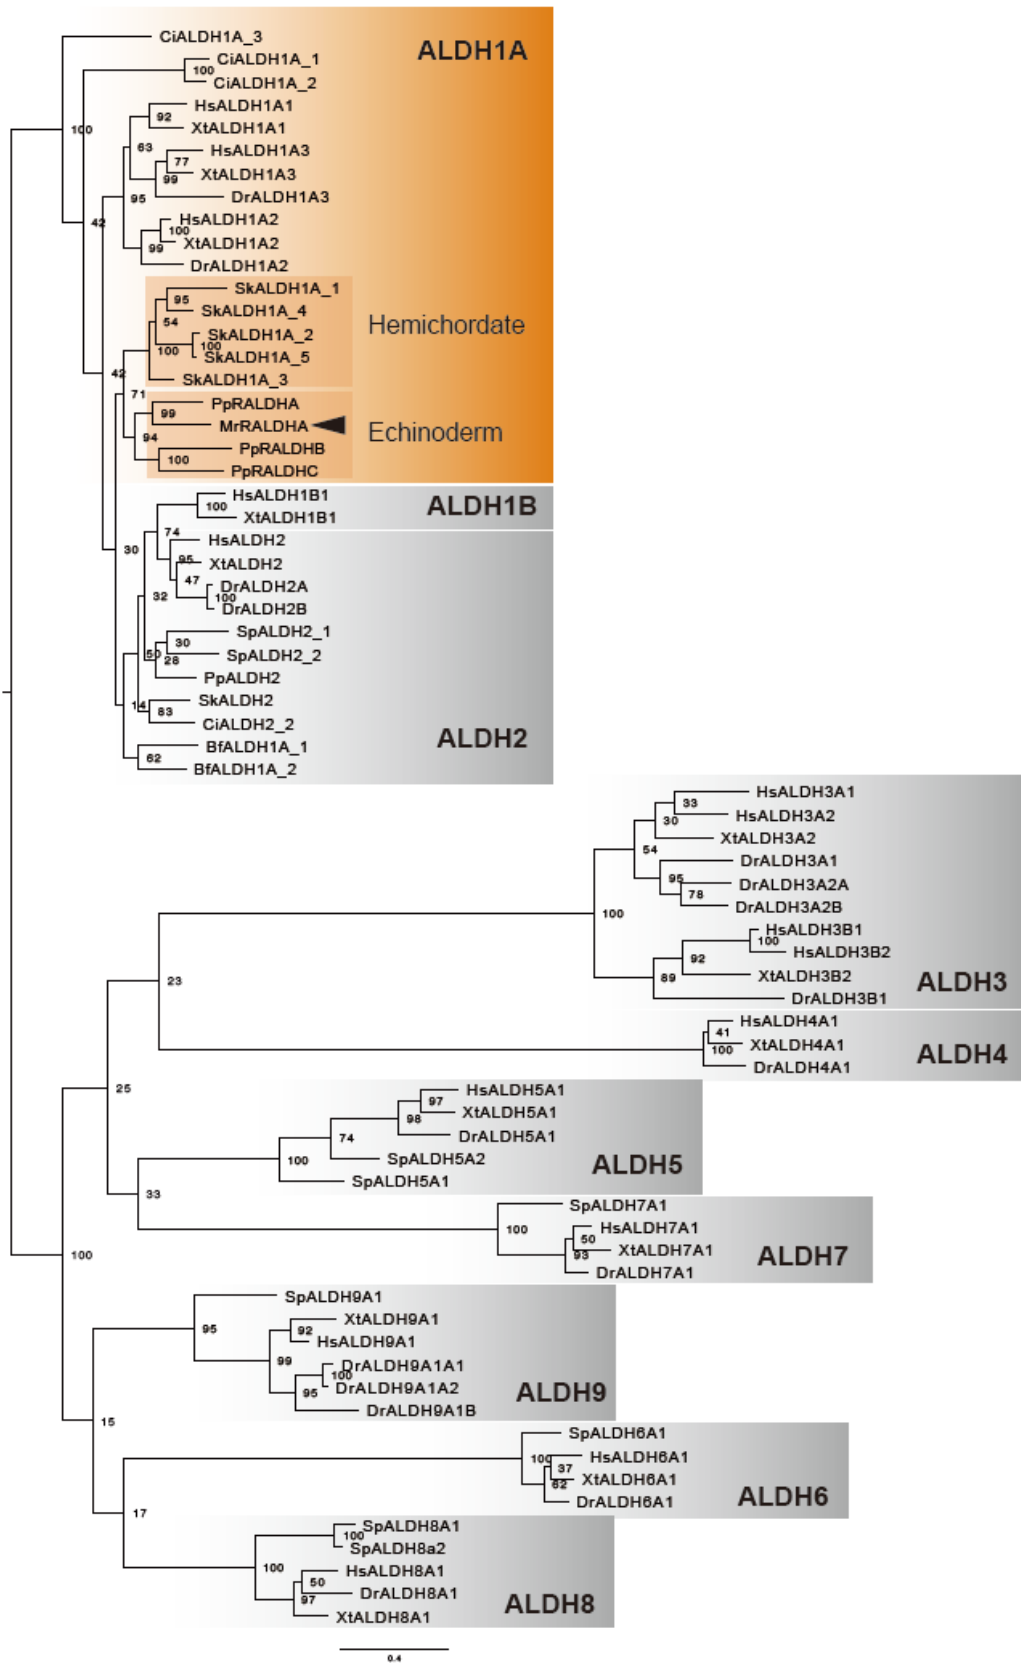 CiALDH1A_3
ALDH1A
CiALDH1A_1
100
CiALDH1A_2
HsALDH1A1
92
XtALDH1A1
100
63
HsALDH1A3
77
XtALDH1A3
99
95
DrALDH1A3
HsALDH1A2
42
100
XtALDH1A2
99
DrALDH1A2
SkALDH1A_1
95
SkALDH1A_4
54
Hemichordate
SkALDH1A_2
100
100
SkALDH1A_5
42
SkALDH1A_3
71
PpRALDHA
99
MrRALDHA
Echinoderm
94
PpRALDHB
100
PpRALDHC
HsALDH1B1
100
ALDH1B
XtALDH1B1
74
HsALDH2
30
95
XtALDH2
47
DrALDH2A
32
100
DrALDH2B
SpALDH2_1
30
50
28
SpALDH2_2
PpALDH2
SkALDH2
14
83
CiALDH2_2
ALDH2
BfALDH1A_1
62
BfALDH1A_2
HsALDH3A1
33
HsALDH3A2
30
XtALDH3A2
54
DrALDH3A1
95
DrALDH3A2A
78
DrALDH3A2B
100
HsALDH3B1
100
HsALDH3B2
92
XtALDH3B2
89
ALDH3
23
DrALDH3B1
HsALDH4A1
41
XtALDH4A1
100
ALDH4
DrALDH4A1
25
HsALDH5A1
97
XtALDH5A1
98
DrALDH5A1
74
SpALDH5A2
100
ALDH5
SpALDH5A1
33
SpALDH7A1
HsALDH7A1
100
50
XtALDH7A1
93
ALDH7
100
DrALDH7A1
SpALDH9A1
XtALDH9A1
95
92
HsALDH9A1
99
DrALDH9A1A1
100
DrALDH9A1A2
95
ALDH9
DrALDH9A1B
15
SpALDH6A1
100
HsALDH6A1
37
XtALDH6A1
62
ALDH6
DrALDH6A1
17
SpALDH8A1
100
SpALDH8a2
100
HsALDH8A1
50
DrALDH8A1
97
ALDH8
XtALDH8A1
0.4